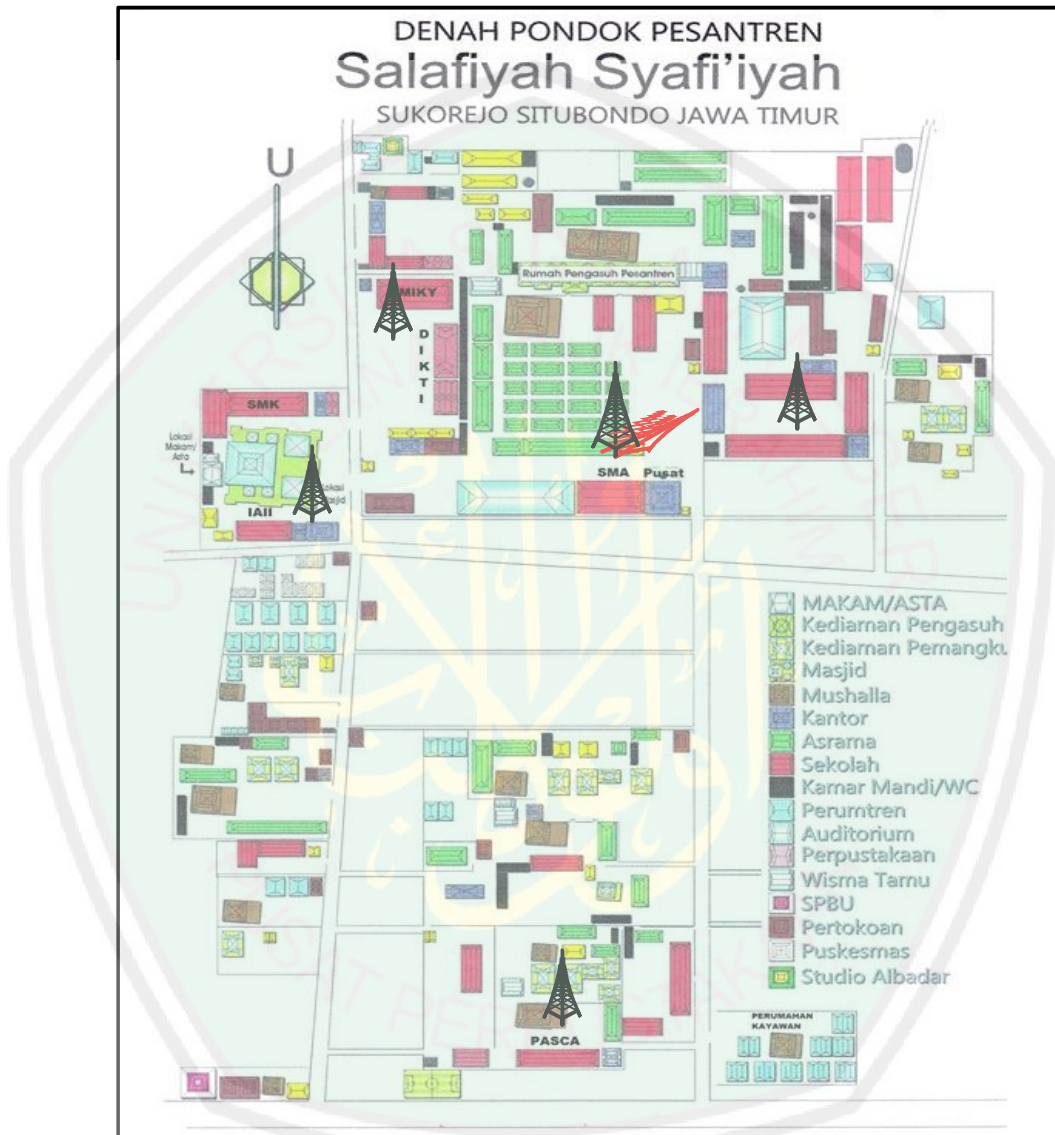 DENAH PONDOK PESANTREN
Salafiyah Syafi'iyah
SUKOREJO SITUBONDO JAWA TIMUR
U
Rumah Pengasuh Pesantren
MIKY
DIKTI
SMK
Lokasi
Makam/
Asta
Lokasi
IAII
SMA Pusat
MAKAM/ASTA
Kediaman Pengasuh
Kediaman Pemangku
Masjid
Mushalla
Kantor
Asrama
Sekolah
Kamar Mandi/WC
Perumtren
Auditorium
Perpustakaan
Wisma Tamu
SPBU
Pertokoan
Puskesmas
Studio Albadar
PASCA
PERUMAHAN
KAYAWAN